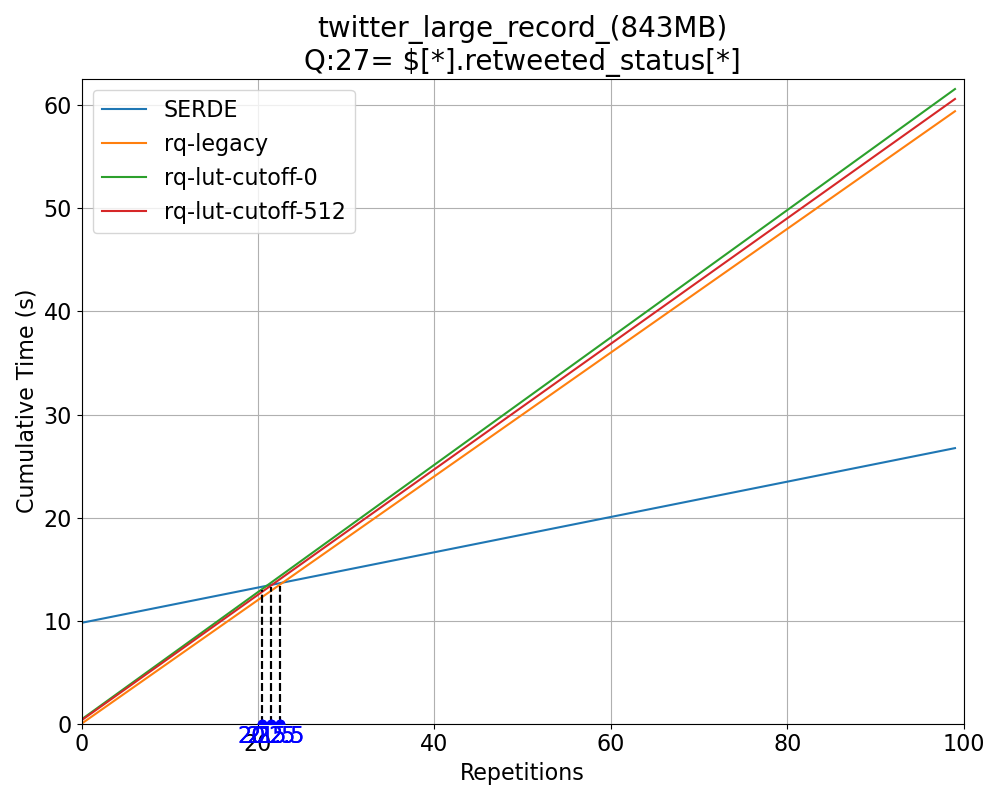 twitter_large_record_(843MB)
Q:27= $[*].retweeted_status[*]
SERDE
rq-legacy
rq-lut-cutoff-0
rq-lut-cutoff-512
Cumulative Time (s)
60
50
40
30
20
10
0
0
20
40
60
80
100
Repetitions